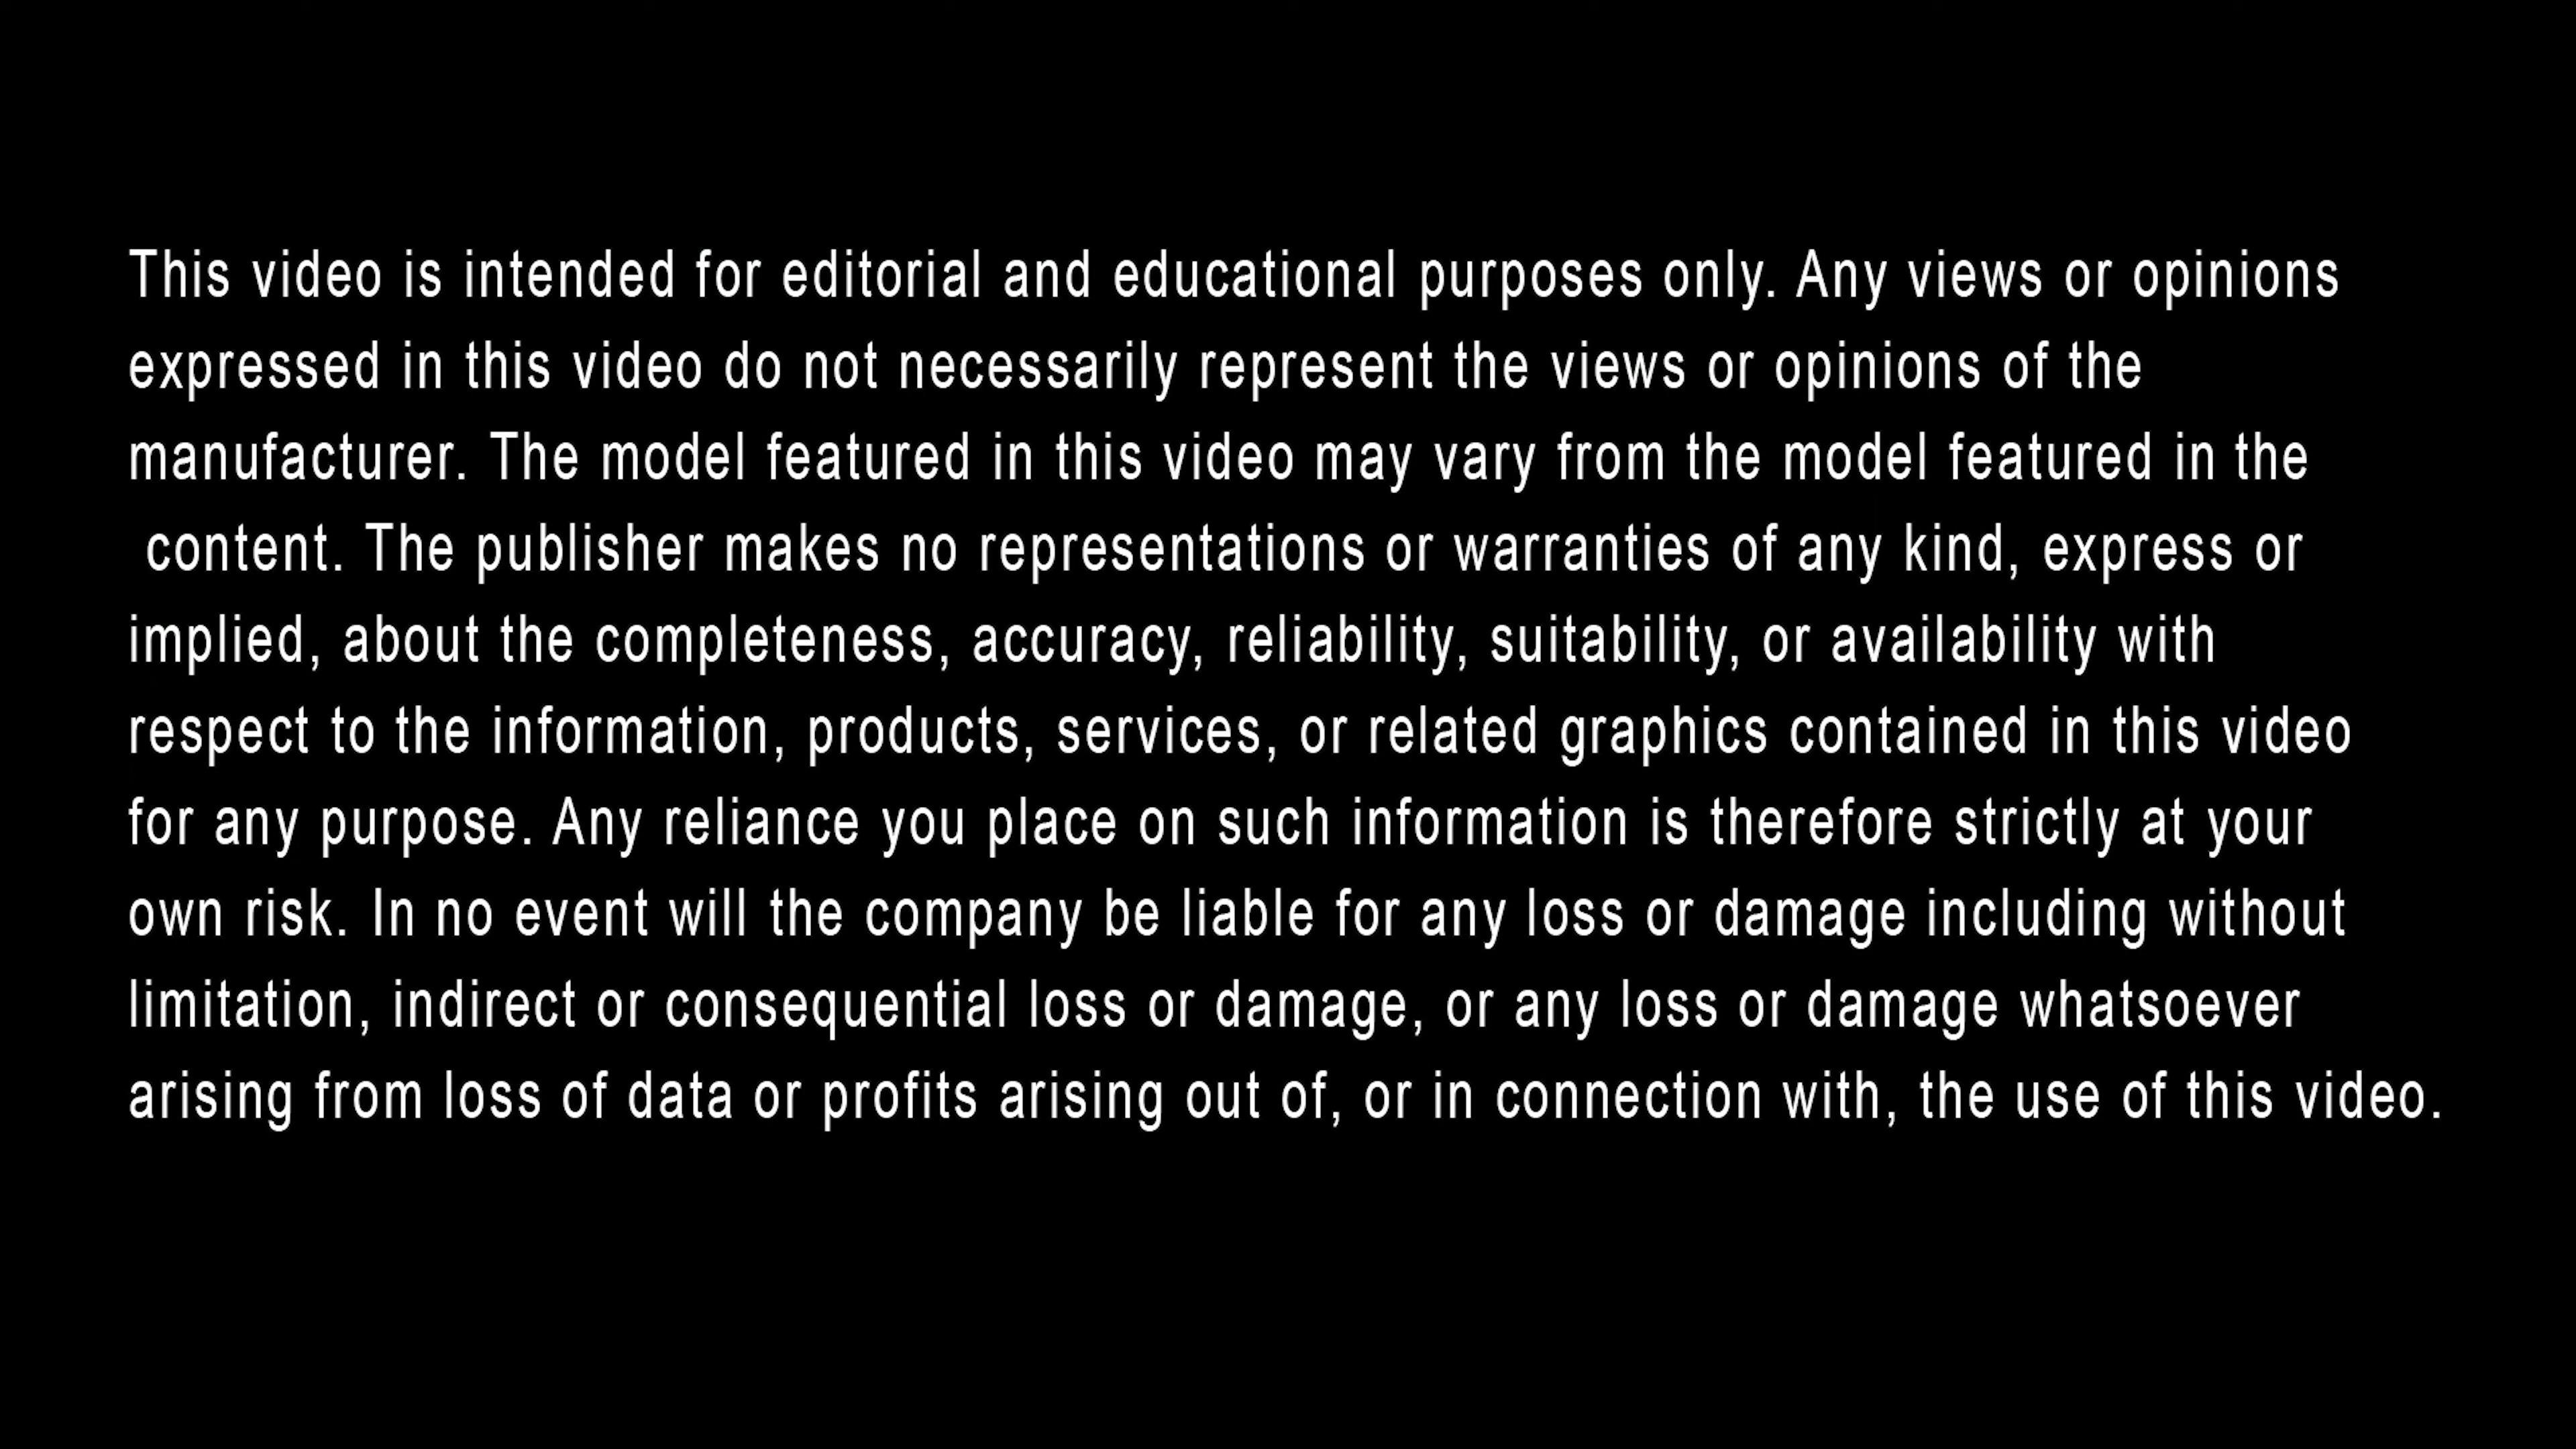 This video is intended for editorial and educational purposes only. Any views or opinions
expressed in this video do not necessarily represent the views or opinions of the
manufacturer. The model featured in this video may vary from the model featured in the
content. The publisher makes no representations or warranties of any kind, express or
implied, about the completeness, accuracy, reliability, suitability, or availability with
respect to the information, products, services, or related graphics contained in this video
for any purpose. Any reliance you place on such information is therefore strictly at your
own risk. In no event will the company be liable for any loss or damage including without
limitation, indirect or consequential loss or damage, or any loss or damage whatsoever
arising from loss of data or profits arising out of, or in connection with, the use of this video.